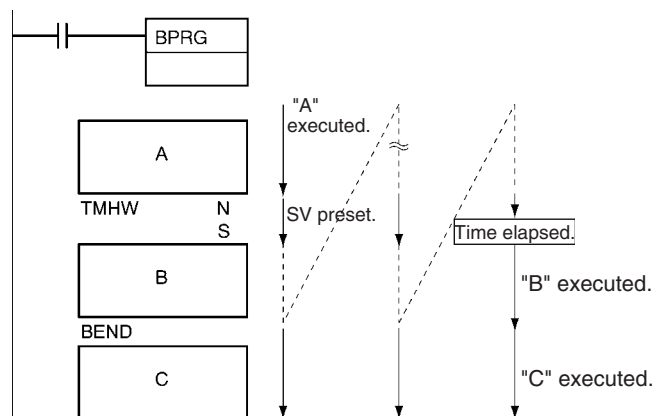 BPRG
"A"
executed.
A
TMHW N
S
SV preset.
Time elapsed.
B
"B" executed.
BEND
C
"C" executed.